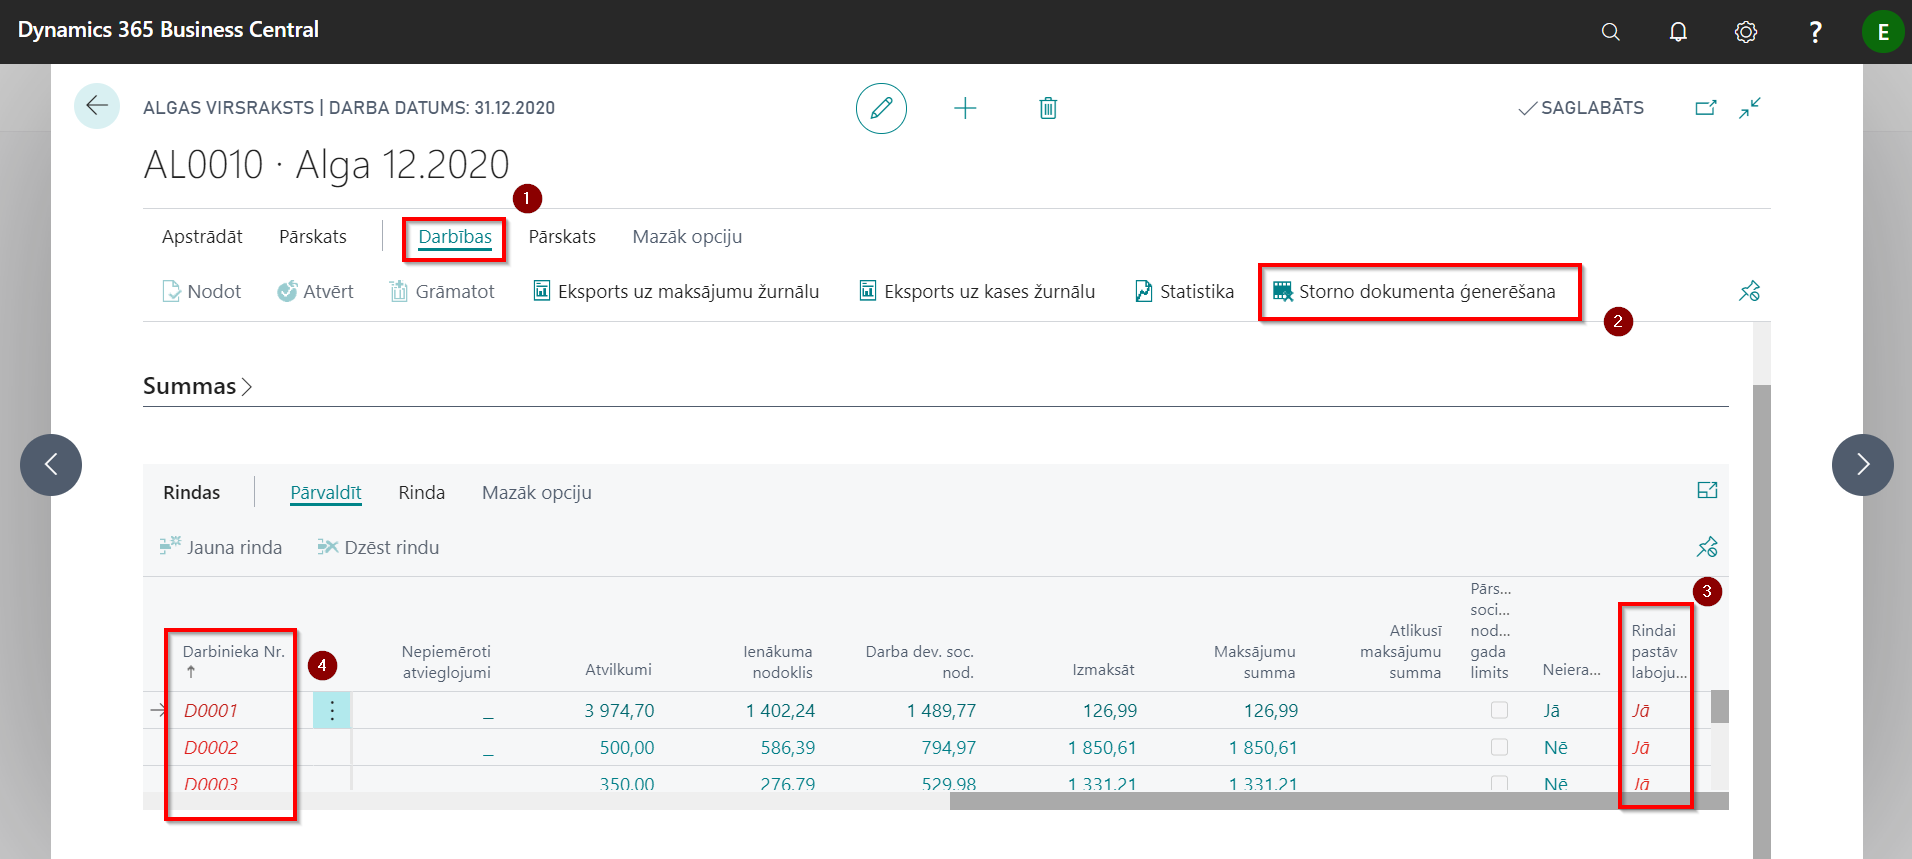 Dynamics 365 Business Central
?
E
ALGAS VIRSRAKSTS | DARBA DATUMS: 31.12.2020
SAGLABĀTS
AL0010 · Alga 12.2020
1
Apstrādāt
Pārskats
Darbības
Pārskats
Mazāk opciju
Nodot
Atvērt
Grāmatot
Eksports uz maksājumu žurnālu
Eksports uz kases žurnālu
Statistika
Storno dokumenta ģenerēšana
2
Summas
Rindas
Pārvaldīt
Rinda
Mazāk opciju
Jauna rinda
Dzēst rindu
3
Darbinieka Nr. ↑
4
Nepiemēroti
atvieglojumi
Atvilkumi
Ienākuma
nodoklis
Darba dev. soc.
nod.
Izmaksāt
Maksājumu
summa
Atlikusī
maksājumu
summa
Pārs...
soci...
nod...
gada
limits
Neiera...
Rindai
pastāv
laboju...
D0001 _ 3 974,70 1 402,24 1 489,77 126,99 126,99 Jā Jā
D0002 _ 500,00 586,39 794,97 1 850,61 1 850,61 Nē Jā
D0003 350,00 276,79 529,98 1 331,21 1 331,21 Nē Jā